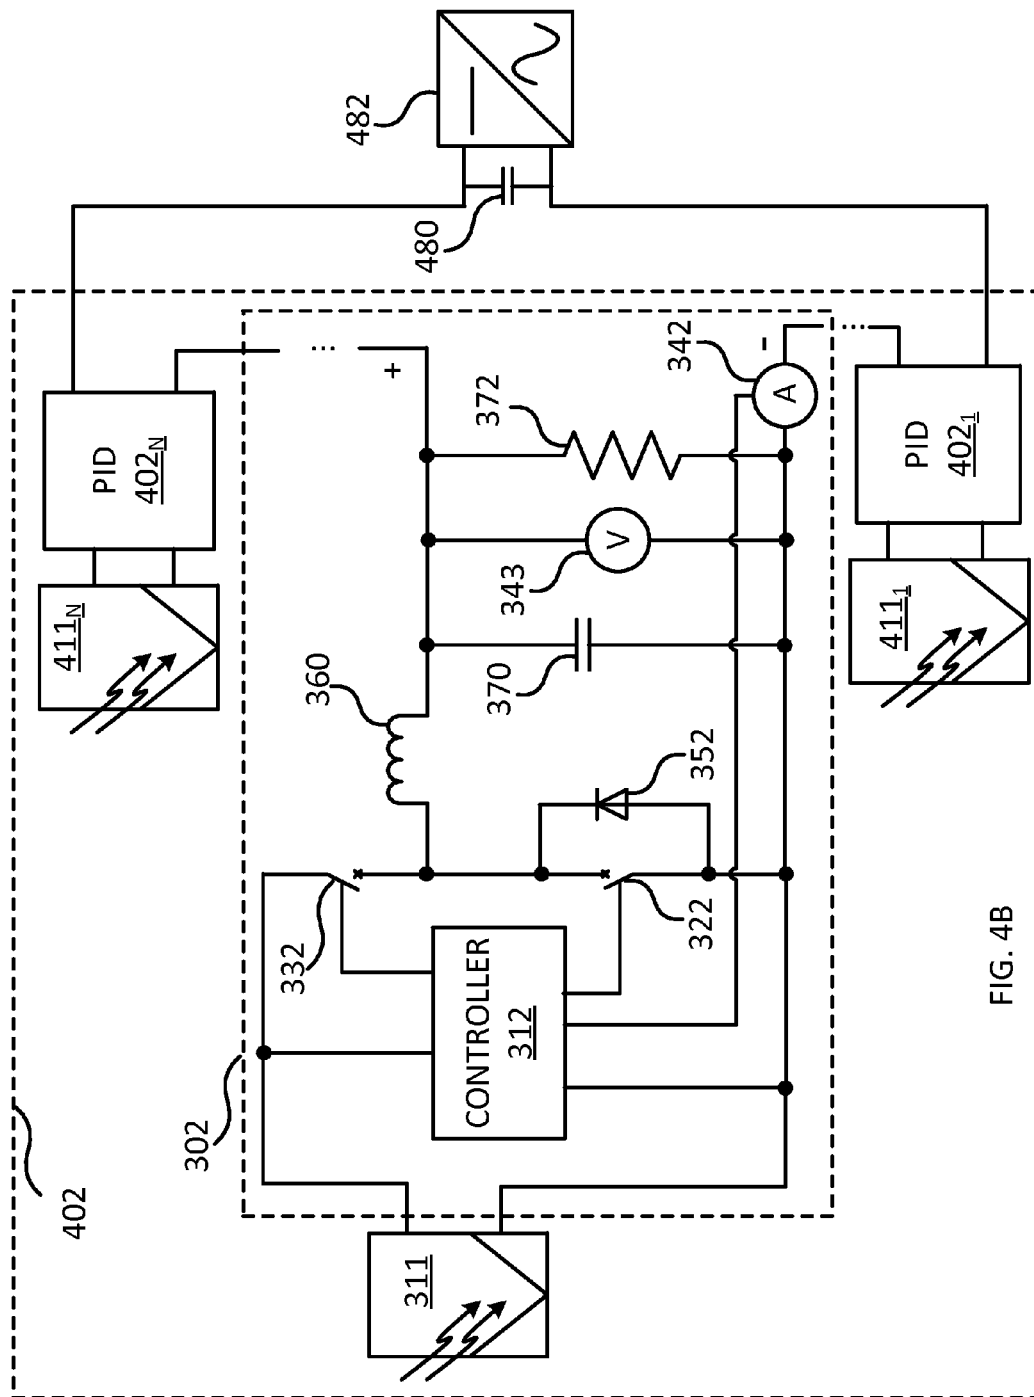 402
302
311
CONTROLLER
312
332
322
352
360
370
343
V
372
342
A
+
-
...
...
411N
PID
402N
4111
PID
4021
480
482
FIG. 4B